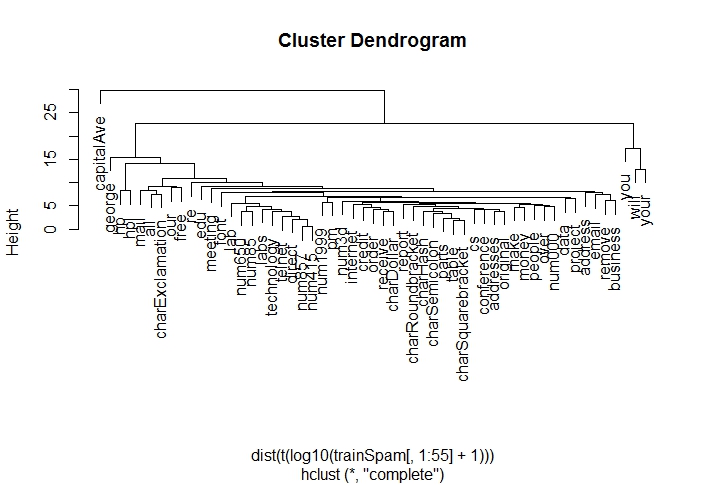 Cluster Dendrogram
Height
25
15
5
0
capitalAve
george
hp
hpl
mail
all
charExclamation
our
free
re
edu
meeting
font
lab
num650
num85
labs
technology
telnet
direct
num857
num415
num1999
pm
num3d
internet
credit
order
receive
charDollar
report
charRoundbracket
charHash
charSemicolon
parts
table
charSquarebracket
cs
conference
addresses
original
make
money
people
over
num000
data
project
address
email
remove
business
you
will
your
dist(t(log10(trainSpam[, 1:55] + 1)))
hclust (*, "complete")